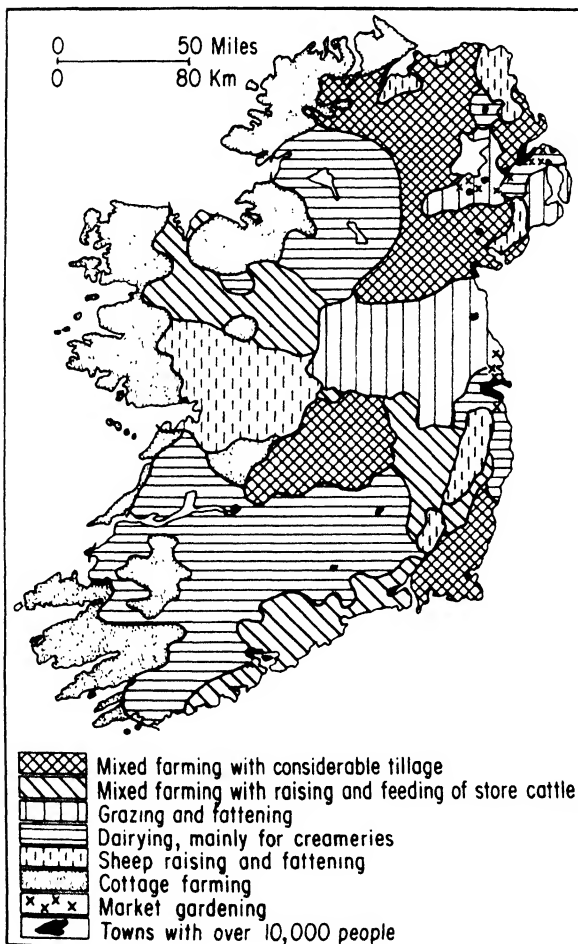 0 50 Miles
0 80 Km
Mixed farming with considerable tillage
Mixed farming with raising and feeding of store cattle
Grazing and fattening
Dairying, mainly for creameries
Sheep raising and fattening
Cottage farming
Market gardening
Towns with over 10,000 people